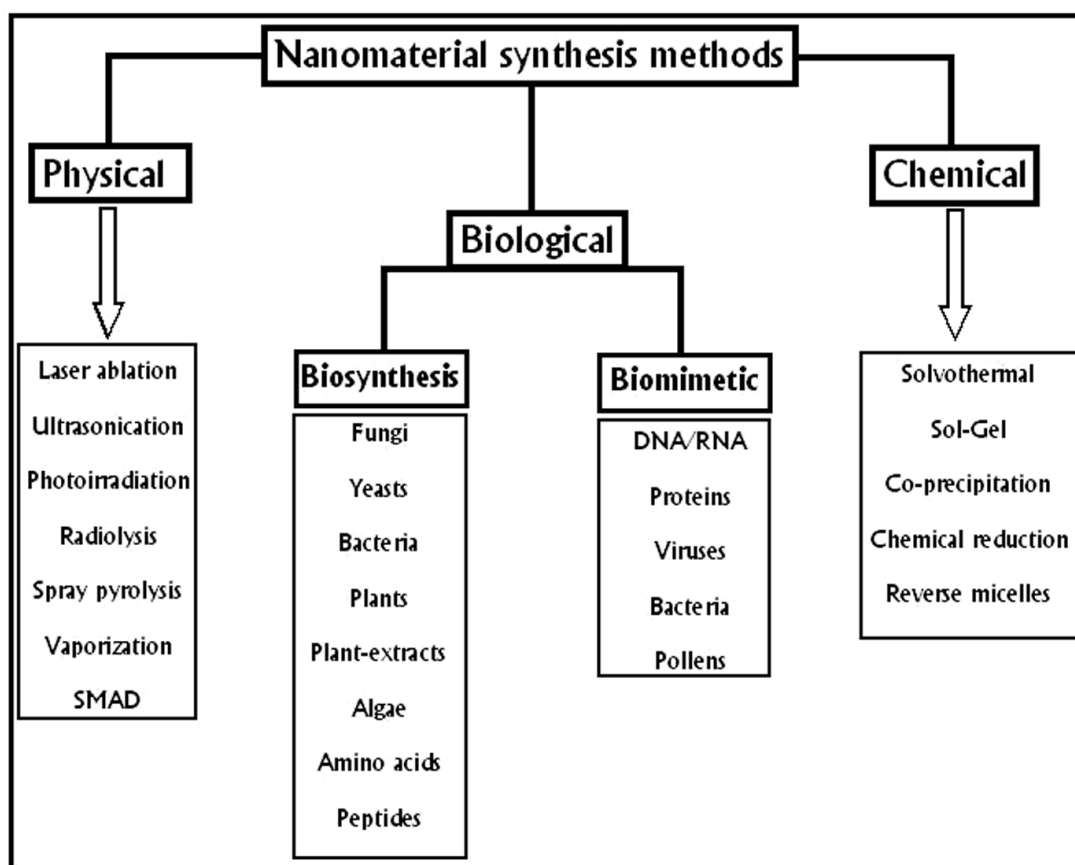 Nanomaterial synthesis methods
Physical
Chemical
Biological
Biosynthesis
Biomimetic
Laser ablation
Ultrasonication
Photoirradiation
Radiolysis
Spray pyrolysis
Vaporization
SMAD
Fungi
Yeasts
Bacteria
Plants
Plant-extracts
Algae
Amino acids
Peptides
DNA/RNA
Proteins
Viruses
Bacteria
Pollens
Solvothermal
Sol-Gel
Co-precipitation
Chemical reduction
Reverse micelles